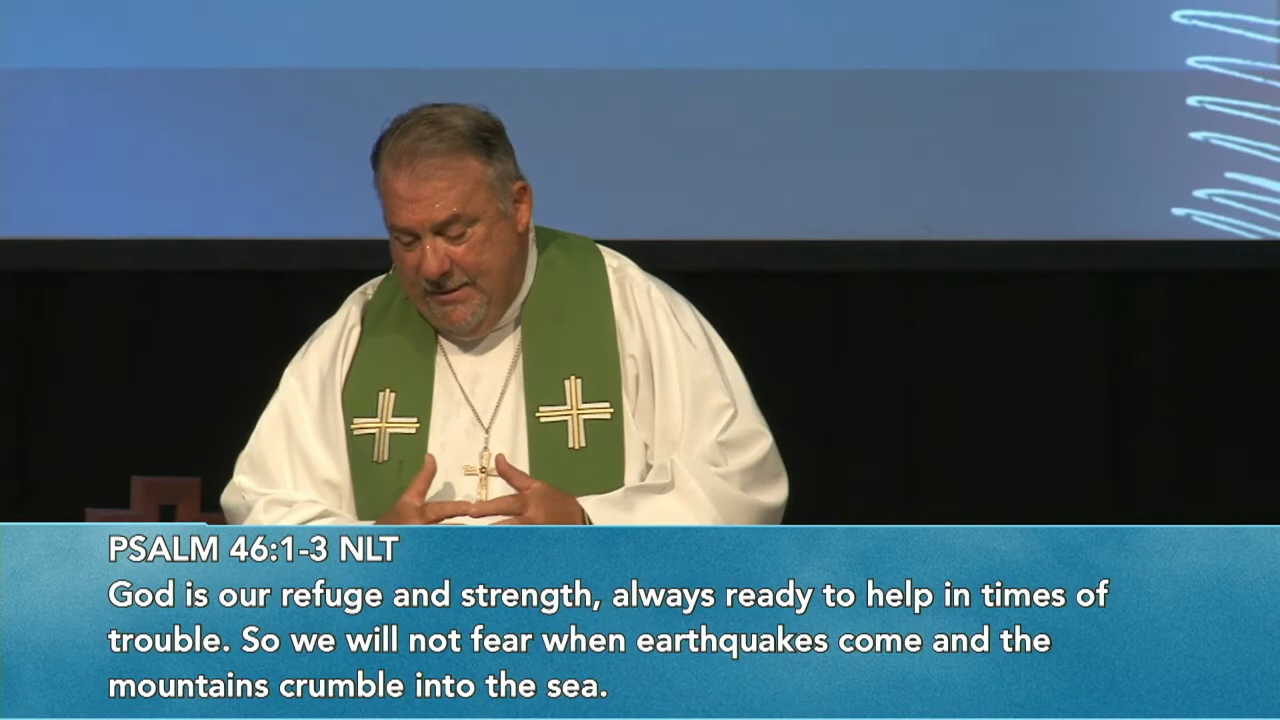 PSALM 46:1-3 NLT
God is our refuge and strength, always ready to help in times of
trouble. So we will not fear when earthquakes come and the
mountains crumble into the sea.